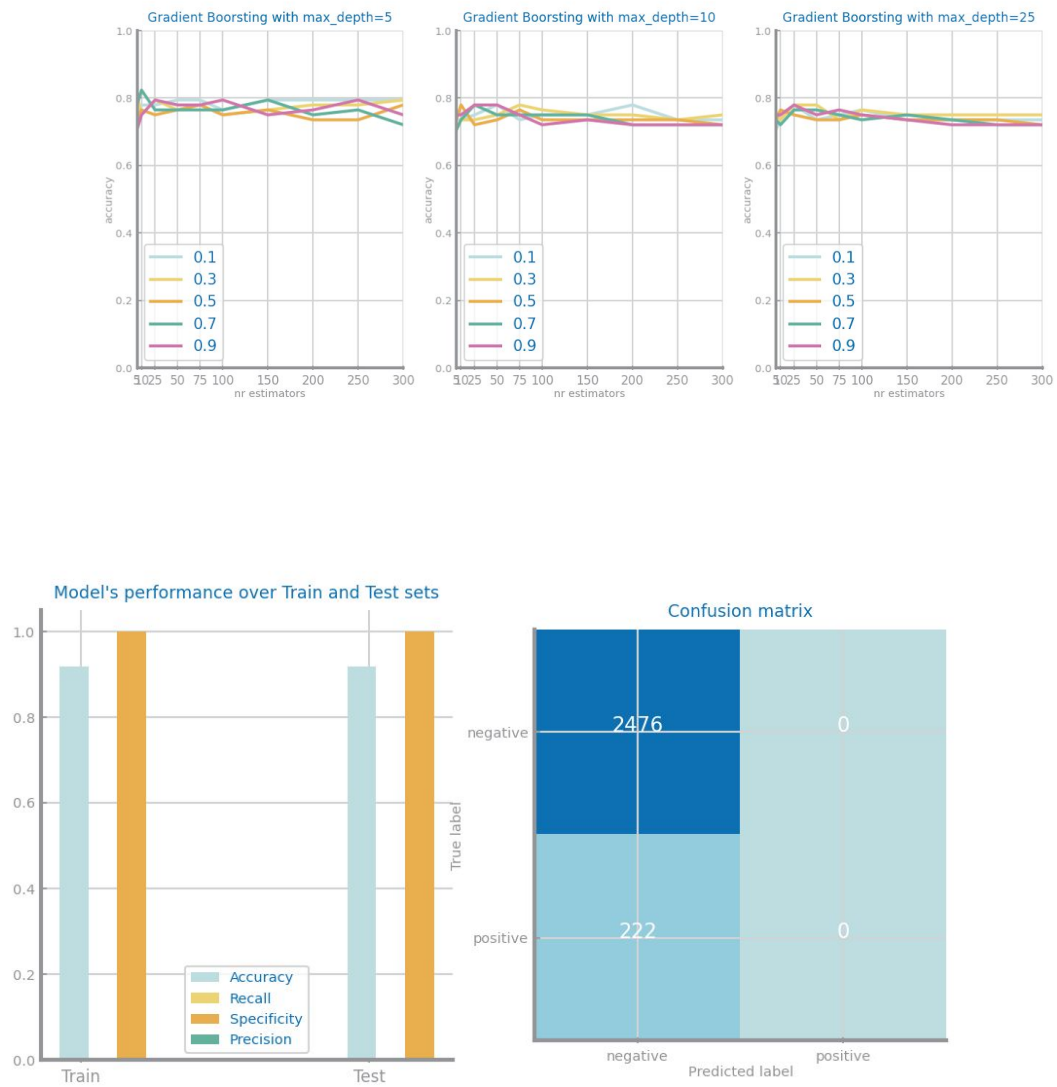 Gradient Boorsting with max_depth=5
1.0
0.8
0.6
0.4
0.2
0.0
accuracy
0.1
0.3
0.5
0.7
0.9
5 10 25 50 75 100 150 200 250 300
nr estimators
Gradient Boorsting with max_depth=10
1.0
0.8
0.6
0.4
0.2
0.0
accuracy
0.1
0.3
0.5
0.7
0.9
5 10 25 50 75 100 150 200 250 300
nr estimators
Gradient Boorsting with max_depth=25
1.0
0.8
0.6
0.4
0.2
0.0
accuracy
0.1
0.3
0.5
0.7
0.9
5 10 25 50 75 100 150 200 250 300
nr estimators
Model's performance over Train and Test sets
1.0
0.8
0.6
0.4
0.2
0.0
Accuracy
Recall
Specificity
Precision
Train Test
Confusion matrix
True label
negative 2476 0
positive 222 0
negative positive
Predicted label